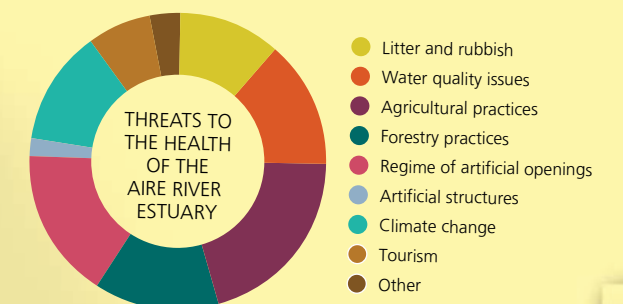 THREATS TO
THE HEALTH
OF THE
AIRE RIVER
ESTUARY
Litter and rubbish
Water quality issues
Agricultural practices
Forestry practices
Regime of artificial openings
Artificial structures
Climate change
Tourism
Other